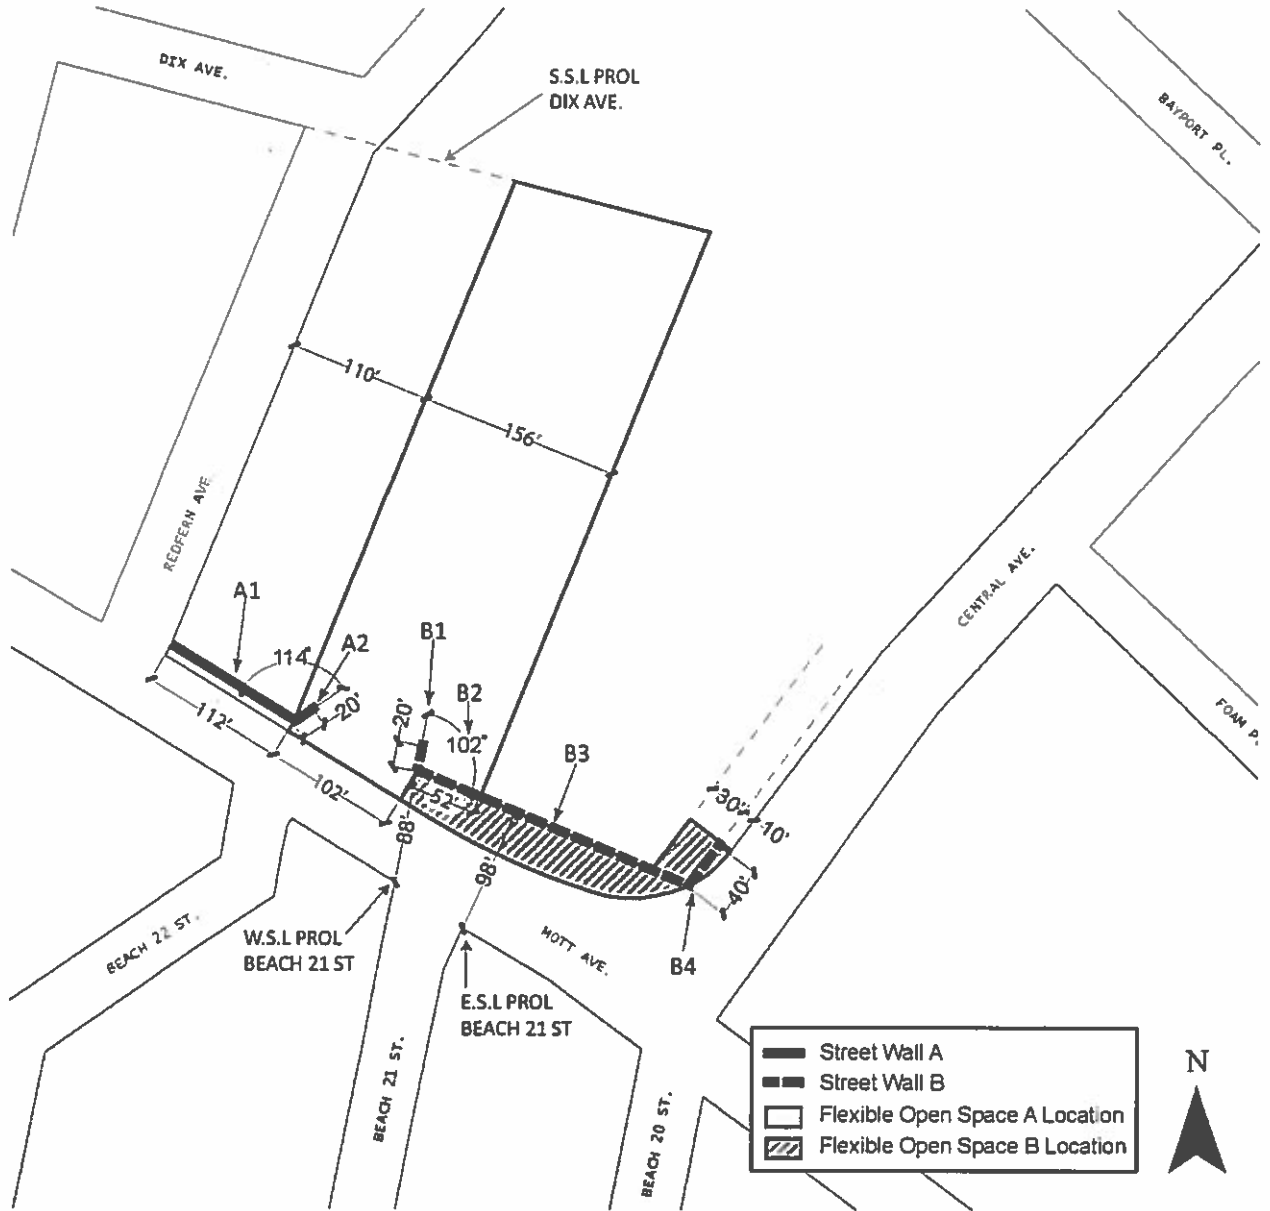 DIX AVE.
S.S.L PROL
DIX AVE.
BAYPORT PL.
110'
156'
REDFERN AVE.
CENTRAL AVE.
A1
A2
114°
B1
B2
20'
20'
112'
102°
B3
FOAM P
102'
52'
30'
10'
88'
98'
40'
BEACH 22 ST.
W.S.L PROL
BEACH 21 ST
MOTT AVE.
B4
E.S.L PROL
BEACH 21 ST
BEACH 21 ST.
BEACH 20 ST.
Street Wall A
Street Wall B
Flexible Open Space A Location
Flexible Open Space B Location
N